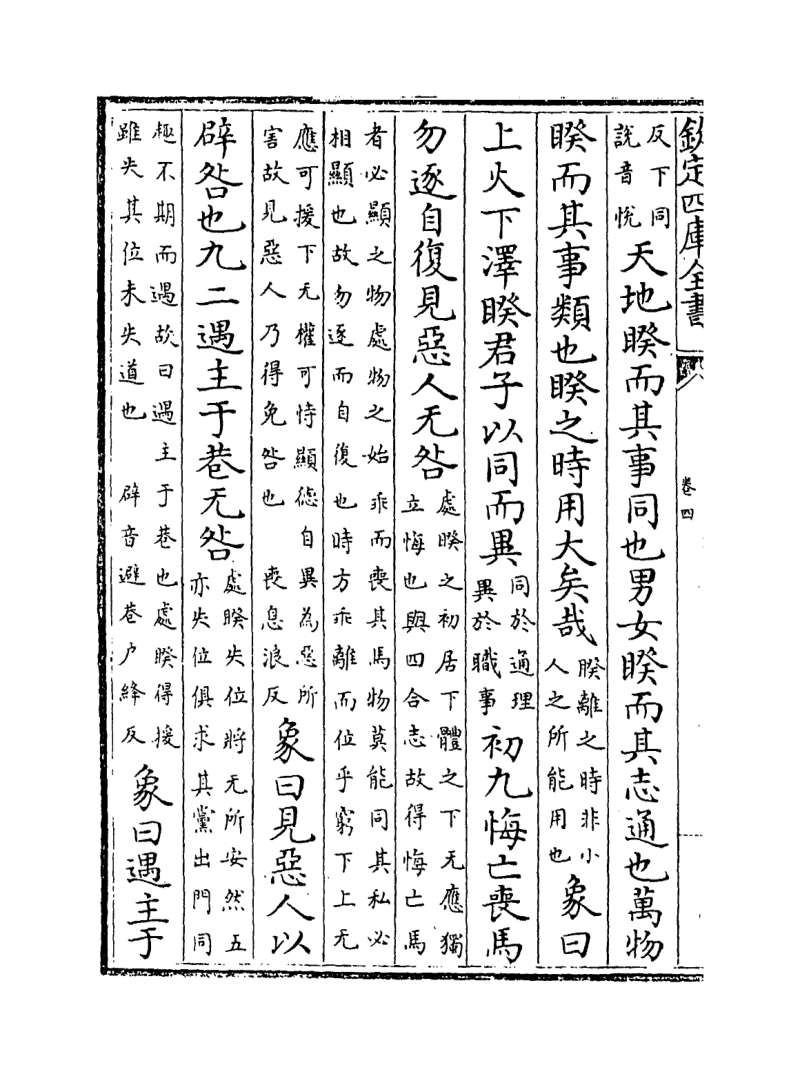 欽定四庫全書
卷四
反下同說音悅天地睽而其事同也男女睽而其志通也萬物
睽而其事類也睽之時用大矣哉睽離之時非小人之所能用也象曰
上火下澤睽君子以同而異同於通理異於職事初九悔亡喪馬
勿逐自復見惡人无咎處睽之初居下體之下无應獨立悔也與四合志故得悔亡馬
者必顯之物處物之始乖而喪其馬物莫能同其私必相顯也故勿逐而自復也時方乖離而位乎窮下上无
應可援下无權可恃顯德自異為惡所害故見惡人乃得免咎也 喪息浪反象曰見惡人以
辟咎也九二遇主于巷无咎處睽失位將无所安然五亦失位俱求其黨出門同
趣不期而遇故曰遇主于巷也處睽得援雖失其位未失道也 辟音避巷户絳反象曰遇主于